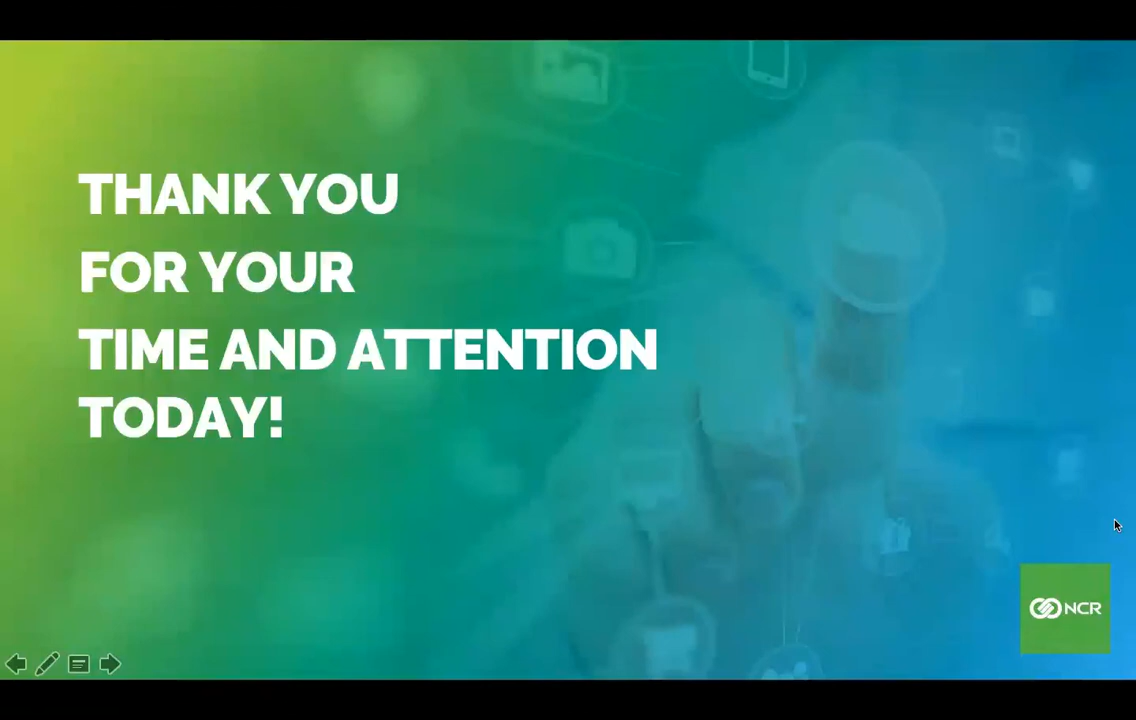 THANK YOU
FOR YOUR
TIME AND ATTENTION
TODAY!
NCR